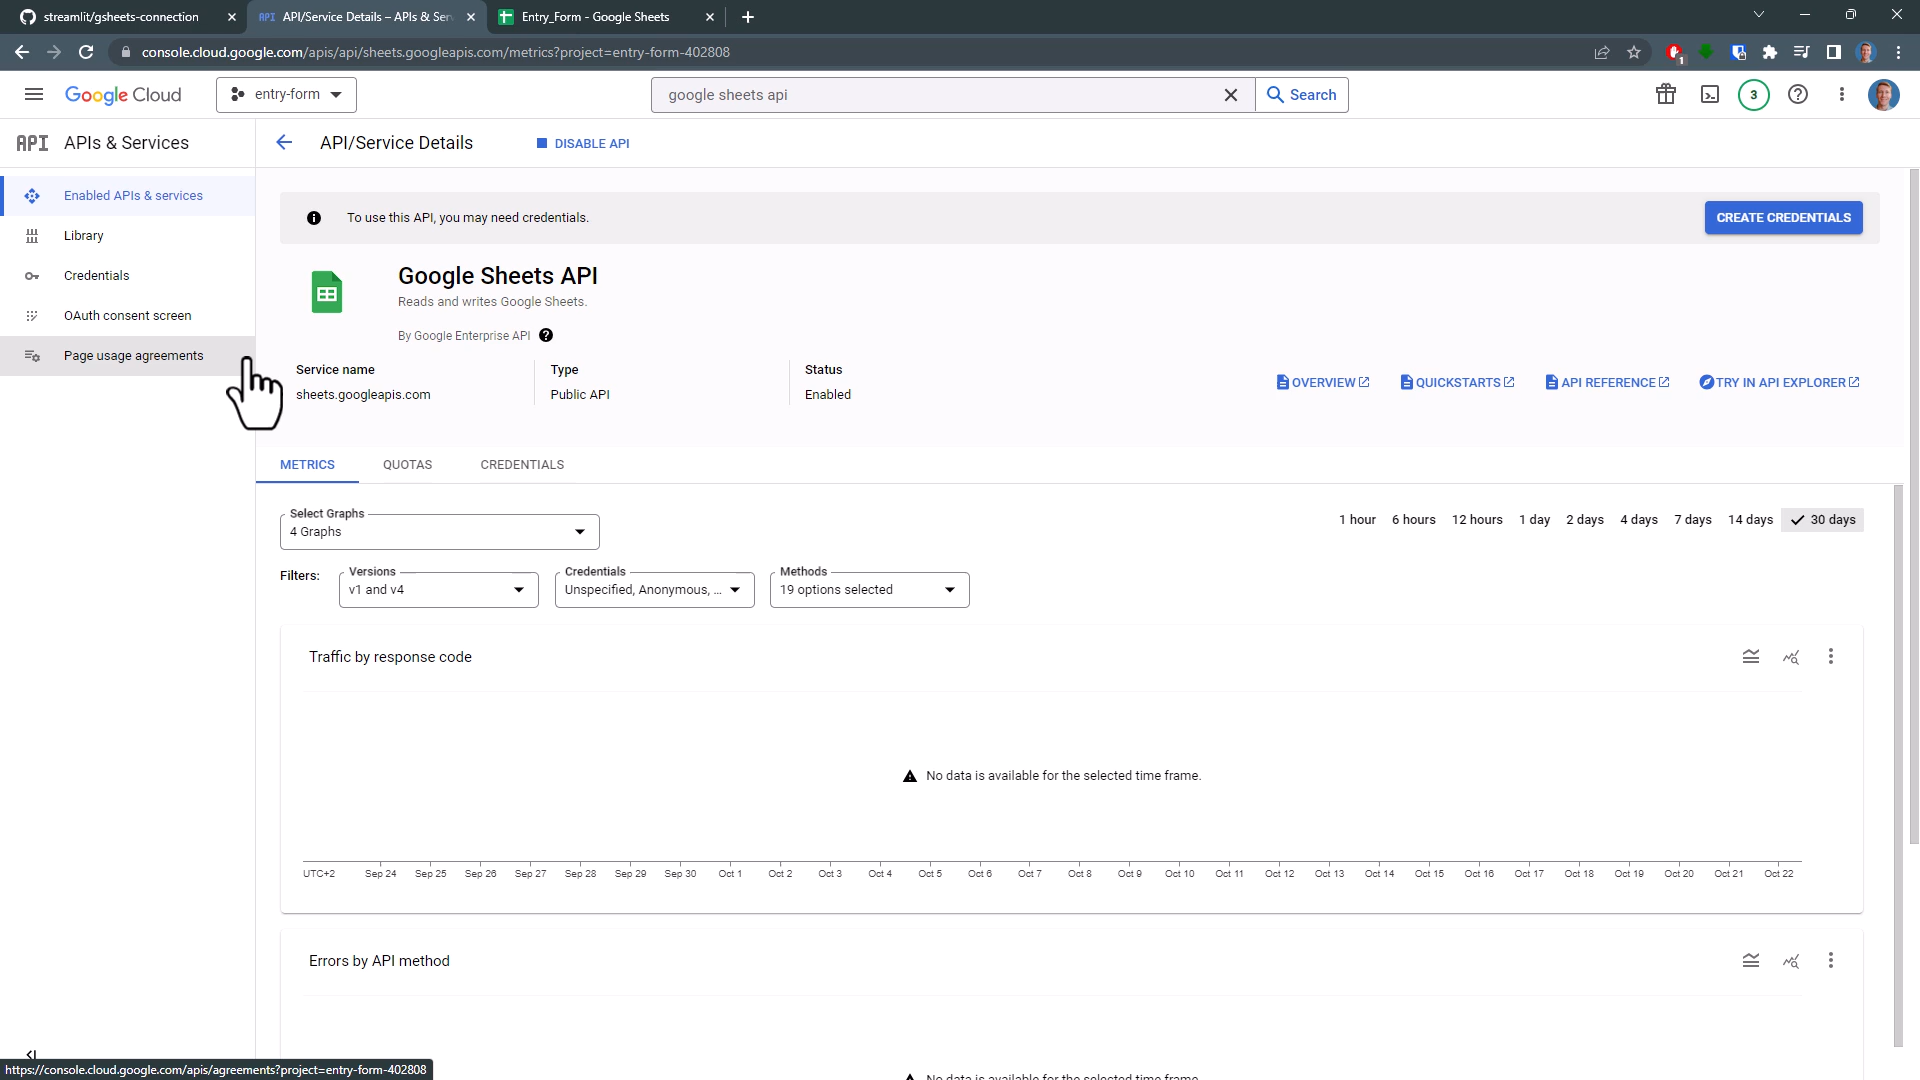 streamlit/gsheets-connection
API API/Service Details – APIs & Ser
Entry_Form - Google Sheets
console.cloud.google.com/apis/api/sheets.googleapis.com/metrics?project=entry-form-402808
1
Google Cloud
entry-form
google sheets api
Search
3
API APIs & Services
API/Service Details
DISABLE API
Enabled APIs & services
Library
Credentials
OAuth consent screen
Page usage agreements
To use this API, you may need credentials.
CREATE CREDENTIALS
Google Sheets API
Reads and writes Google Sheets.
By Google Enterprise API
Service name
sheets.googleapis.com
Type
Public API
Status
Enabled
OVERVIEW
QUICKSTARTS
API REFERENCE
TRY IN API EXPLORER
METRICS
QUOTAS
CREDENTIALS
Select Graphs
4 Graphs
1 hour 6 hours 12 hours 1 day 2 days 4 days 7 days 14 days 30 days
Filters:
Versions
v1 and v4
Credentials
Unspecified, Anonymous, ...
Methods
19 options selected
Traffic by response code
No data is available for the selected time frame.
UTC+2 Sep 24 Sep 25 Sep 26 Sep 27 Sep 28 Sep 29 Sep 30 Oct 1 Oct 2 Oct 3 Oct 4 Oct 5 Oct 6 Oct 7 Oct 8 Oct 9 Oct 10 Oct 11 Oct 12 Oct 13 Oct 14 Oct 15 Oct 16 Oct 17 Oct 18 Oct 19 Oct 20 Oct 21 Oct 22
Errors by API method
No data is available for the selected time frame.
https://console.cloud.google.com/apis/agreements?project=entry-form-402808